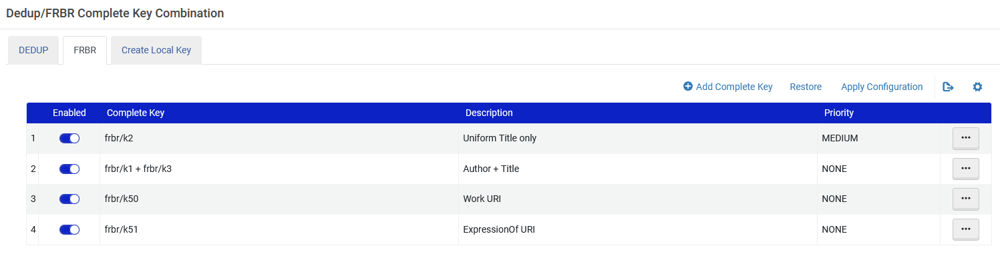 Dedup/FRBR Complete Key Combination
DEDUP FRBR Create Local Key
Add Complete Key Restore Apply Configuration
Enabled Complete Key Description Priority
1 frbr/k2 Uniform Title only MEDIUM
2 frbr/k1 + frbr/k3 Author + Title NONE
3 frbr/k50 Work URI NONE
4 frbr/k51 ExpressionOf URI NONE